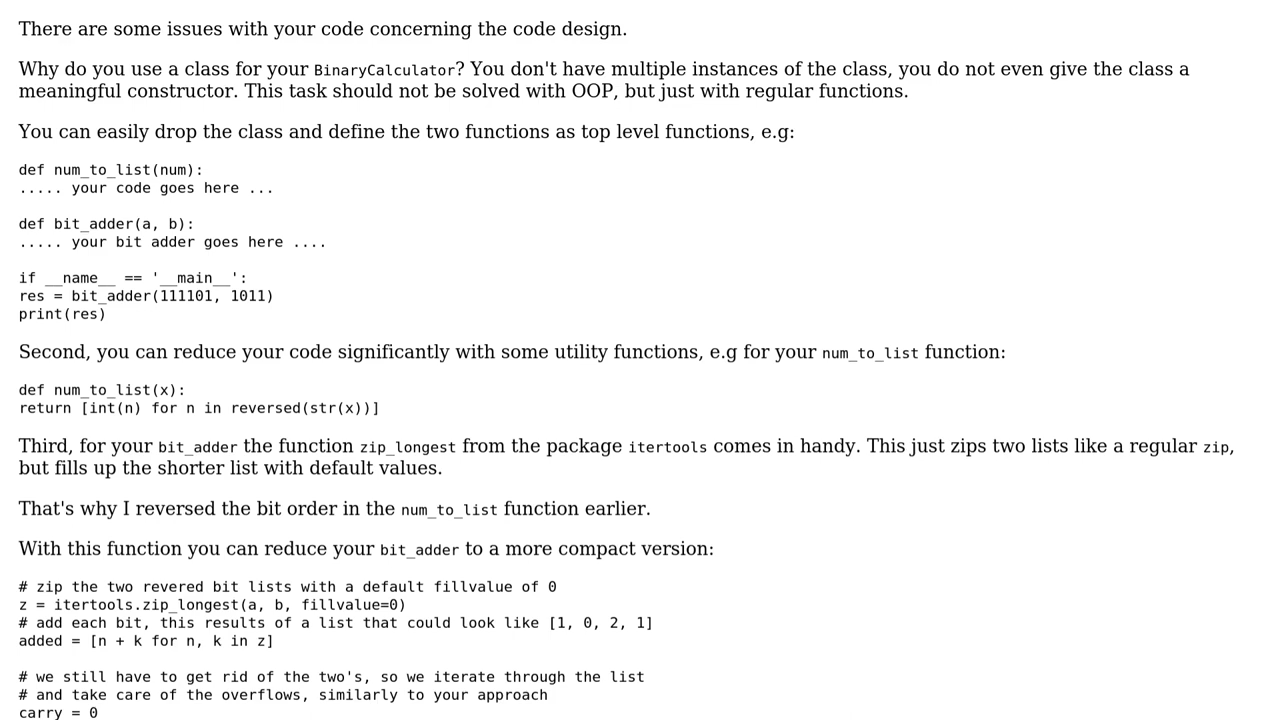 There are some issues with your code concerning the code design.
Why do you use a class for your BinaryCalculator? You don't have multiple instances of the class, you do not even give the class a
meaningful constructor. This task should not be solved with OOP, but just with regular functions.
You can easily drop the class and define the two functions as top level functions, e.g:
def num_to_list(num):
..... your code goes here ...
def bit_adder(a, b):
..... your bit adder goes here ....
if __name__ == '__main__':
res = bit_adder(111101, 1011)
print(res)
Second, you can reduce your code significantly with some utility functions, e.g for your num_to_list function:
def num_to_list(x):
return [int(n) for n in reversed(str(x))]
Third, for your bit_adder the function zip_longest from the package itertools comes in handy. This just zips two lists like a regular zip,
but fills up the shorter list with default values.
That's why I reversed the bit order in the num_to_list function earlier.
With this function you can reduce your bit_adder to a more compact version:
# zip the two revered bit lists with a default fillvalue of 0
z = itertools.zip_longest(a, b, fillvalue=0)
# add each bit, this results of a list that could look like [1, 0, 2, 1]
added = [n + k for n, k in z]
# we still have to get rid of the two's, so we iterate through the list
# and take care of the overflows, similarly to your approach
carry = 0